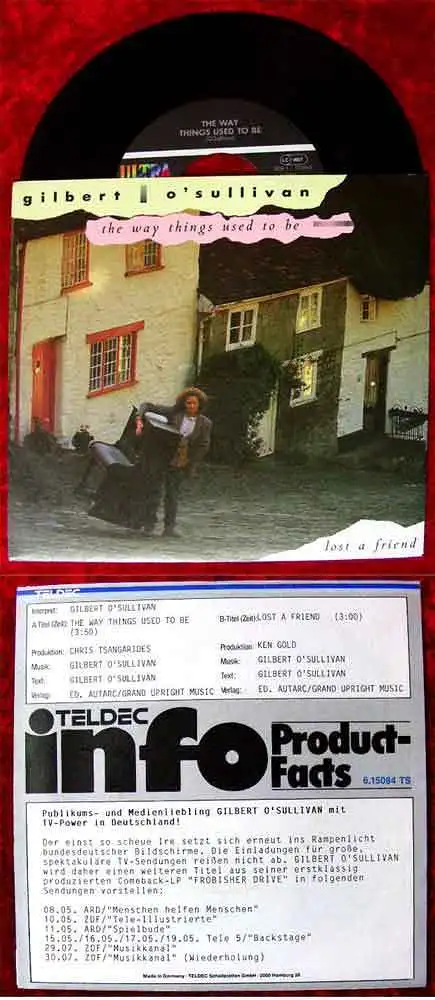 THE WAY
THINGS USED TO BE
ULTRA
gilbert o'sullivan
the way things used to be
lost a friend
TELDEC
Interpret: GILBERT O'SULLIVAN
A-Titel (Zeit): THE WAY THINGS USED TO BE B-Titel (Zeit): LOST A FRIEND (3:00)
(3:50)
Produktion: CHRIS TSANGARIDES Produktion: KEN GOLD
Musik: GILBERT O'SULLIVAN Musik: GILBERT O'SULLIVAN
Text: GILBERT O'SULLIVAN Text: GILBERT O'SULLIVAN
Verlag: ED. AUTARC/GRAND UPRIGHT MUSIC Verlag: ED. AUTARC/GRAND UPRIGHT MUSIC
TELDEC
info Product-
Facts
6.15084 TS
Publikums- und Medienliebling GILBERT O'SULLIVAN mit
TV-Power in Deutschland!
Der einst so scheue Ire setzt sich erneut ins Rampenlicht
bundesdeutscher Bildschirme. Die Einladungen für große,
spektakuläre TV-Sendungen reißen nicht ab. GILBERT O'SULLIVAN
wird daher einen weiteren Titel aus seiner erstklassig
produzierten Comeback-LP "FROBISHER DRIVE" in folgenden
Sendungen vorstellen:
08.05. ARD/"Menschen helfen Menschen"
10.05. ZDF/"Tele-Illustrierte"
11.05. ARD/"Spielbude"
15.05./16.05./17.05./19.05. Tele 5/"Backstage"
29.07. ZDF/"Musikkanal"
30.07. ZDF/"Musikkanal" (Wiederholung)
Made in Germany · TELDEC Schallplatten GmbH · 2000 Hamburg 20